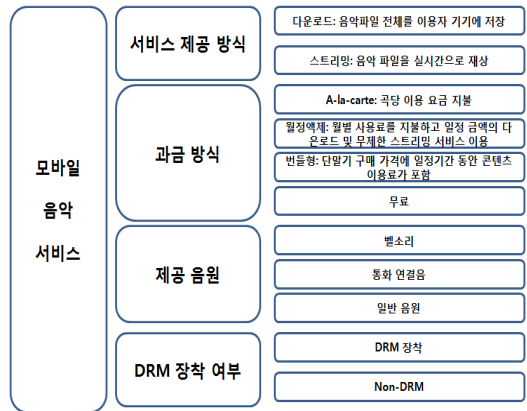 모바일
음악
서비스
서비스 제공 방식
다운로드: 음악파일 전체를 이용자 기기에 저장
스트리밍: 음악 파일을 실시간으로 재상
과금 방식
A-la-carte: 곡당 이용 요금 지불
월정액제: 월별 사용료를 지불하고 일정 금액의 다
운로드 및 무제한 스트리밍 서비스 이용
번들형: 단말기 구매 가격에 일정기간 동안 콘텐츠
이용료가 포함
무료
제공 음원
벨소리
통화 연결음
일반 음원
DRM 장착 여부
DRM 장착
Non-DRM